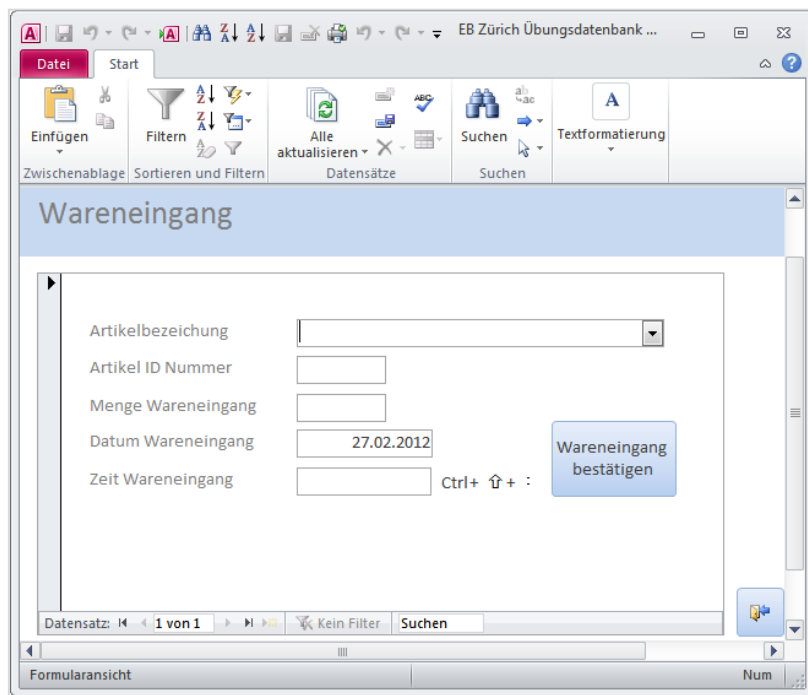 EB Zürich Übungsdatenbank ...
Datei Start
Einfügen
Filtern
Alle aktualisieren
Suchen
Textformatierung
Zwischenablage Sortieren und Filtern Datensätze Suchen
Wareneingang
Artikelbezeichung
Artikel ID Nummer
Menge Wareneingang
Datum Wareneingang 27.02.2012
Zeit Wareneingang Ctrl+ ⇧ + :
Wareneingang
bestätigen
Datensatz: 1 von 1 Kein Filter Suchen
Formularansicht Num